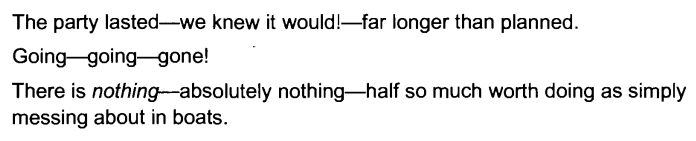 The party lasted—we knew it would!—far longer than planned.
Going—going—gone!
There is nothing—absolutely nothing—half so much worth doing as simply
messing about in boats.